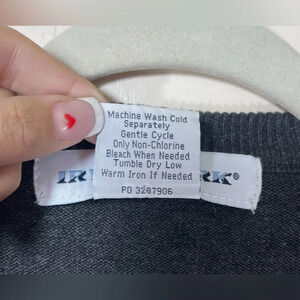 Machine Wash Cold
Separately
Gentle Cycle
Only Non-Chlorine
Bleach When Needed
Tumble Dry Low
Warm Iron If Needed
PO 3287906